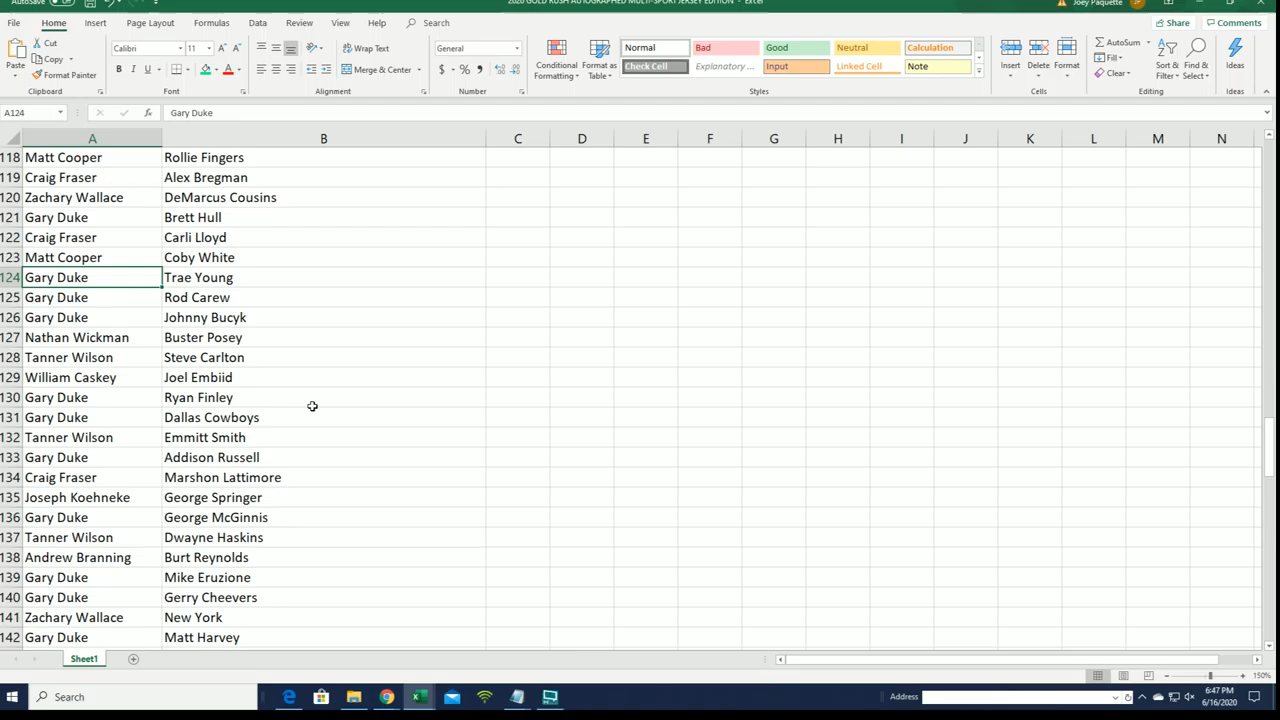 AutoSave
2020 GOLD RUSH AUTOGRAPHED MULTI-SPORT JERSEY EDITION - Excel
Joey Paquette
JP
File Home Insert Page Layout Formulas Data Review View Help Search Share Comments
Paste Cut Copy Format Painter Clipboard
Calibri 11 B I U A A Font
Wrap Text Merge & Center Alignment
General $ % Number
Conditional Formatting Format as Table
Normal Bad Good Neutral Calculation
Check Cell Explanatory ... Input Linked Cell Note
Styles
Insert Delete Format Cells
AutoSum Fill Clear Sort & Filter Find & Select Editing
Ideas Ideas
A124 fx Gary Duke
A B C D E F G H I J K L M N
118 Matt Cooper Rollie Fingers
119 Craig Fraser Alex Bregman
120 Zachary Wallace DeMarcus Cousins
121 Gary Duke Brett Hull
122 Craig Fraser Carli Lloyd
123 Matt Cooper Coby White
124 Gary Duke Trae Young
125 Gary Duke Rod Carew
126 Gary Duke Johnny Bucyk
127 Nathan Wickman Buster Posey
128 Tanner Wilson Steve Carlton
129 William Caskey Joel Embiid
130 Gary Duke Ryan Finley
131 Gary Duke Dallas Cowboys
132 Tanner Wilson Emmitt Smith
133 Gary Duke Addison Russell
134 Craig Fraser Marshon Lattimore
135 Joseph Koehneke George Springer
136 Gary Duke George McGinnis
137 Tanner Wilson Dwayne Haskins
138 Andrew Branning Burt Reynolds
139 Gary Duke Mike Eruzione
140 Gary Duke Gerry Cheevers
141 Zachary Wallace New York
142 Gary Duke Matt Harvey
Sheet1
150%
Search
Address
6:47 PM
6/16/2020